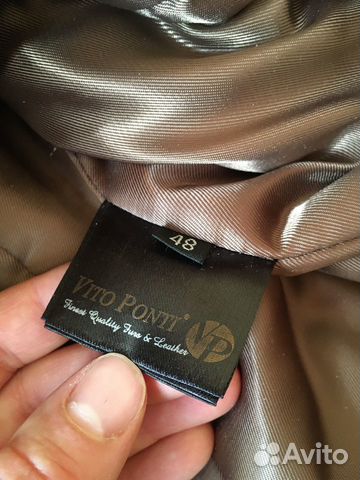 48
VITO PONTI®
VP
Finest Quality Furs & Leather
Avito